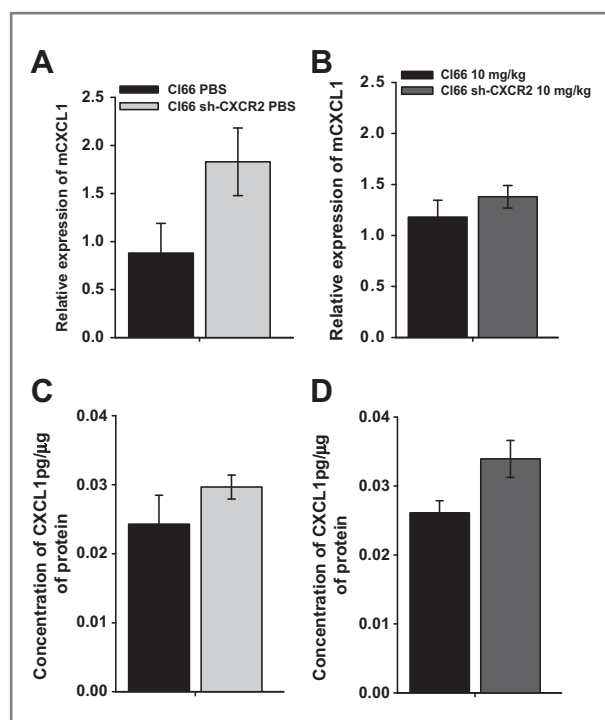 A
Cl66 PBS
Cl66 sh-CXCR2 PBS
Relative expression of mCXCL1
2.5
2.0
1.5
1.0
0.5
0.0
B
Cl66 10 mg/kg
Cl66 sh-CXCR2 10 mg/kg
Relative expression of mCXCL1
2.5
2.0
1.5
1.0
0.5
0.0
C
Concentration of CXCL1pg/µg
of protein
0.04
0.03
0.02
0.01
0.00
D
Concentration of CXCL1pg/µg
of protein
0.04
0.03
0.02
0.01
0.00